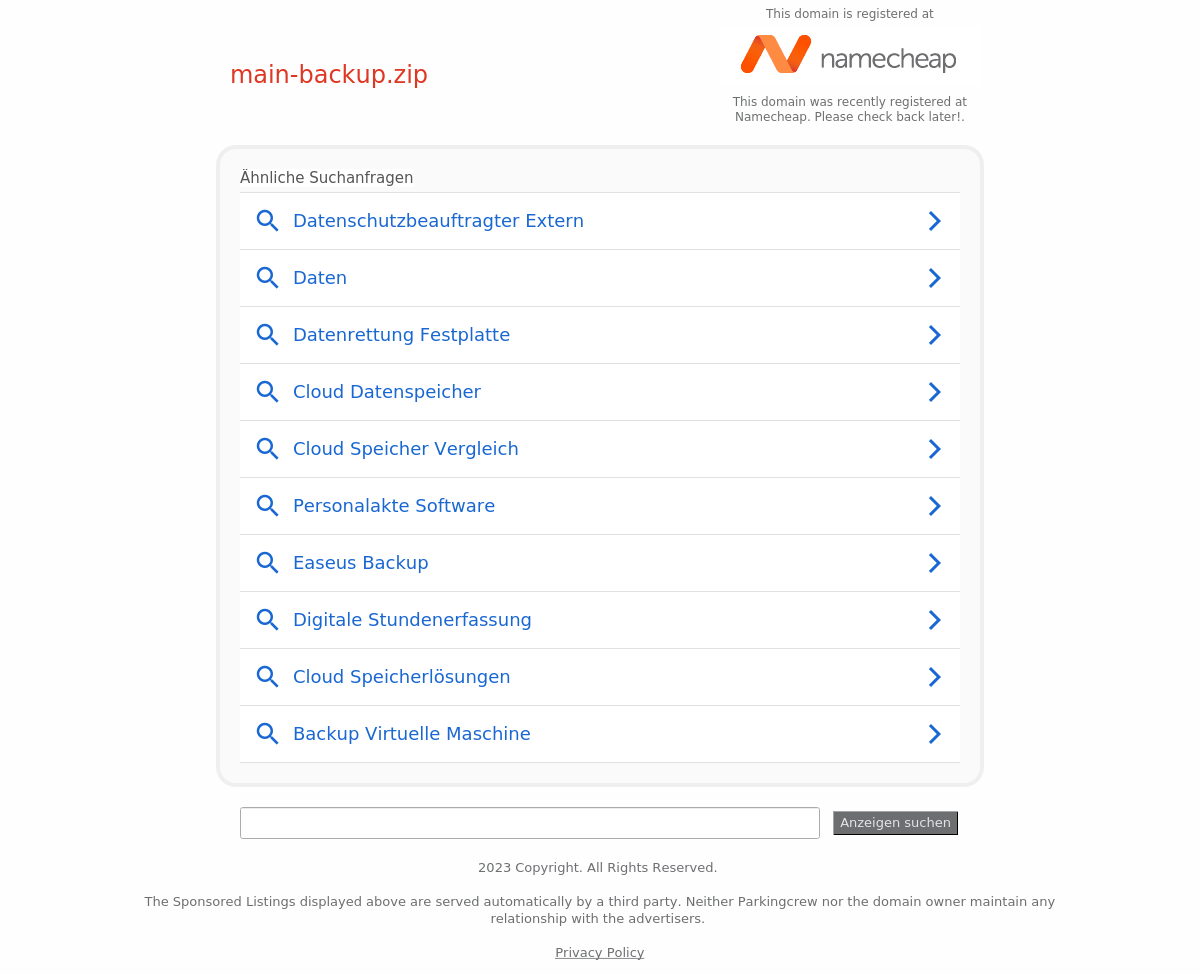 This domain is registered at
namecheap
main-backup.zip
This domain was recently registered at
Namecheap. Please check back later!.
Ähnliche Suchanfragen
Datenschutzbeauftragter Extern
Daten
Datenrettung Festplatte
Cloud Datenspeicher
Cloud Speicher Vergleich
Personalakte Software
Easeus Backup
Digitale Stundenerfassung
Cloud Speicherlösungen
Backup Virtuelle Maschine
Anzeigen suchen
2023 Copyright. All Rights Reserved.
The Sponsored Listings displayed above are served automatically by a third party. Neither Parkingcrew nor the domain owner maintain any
relationship with the advertisers.
Privacy Policy